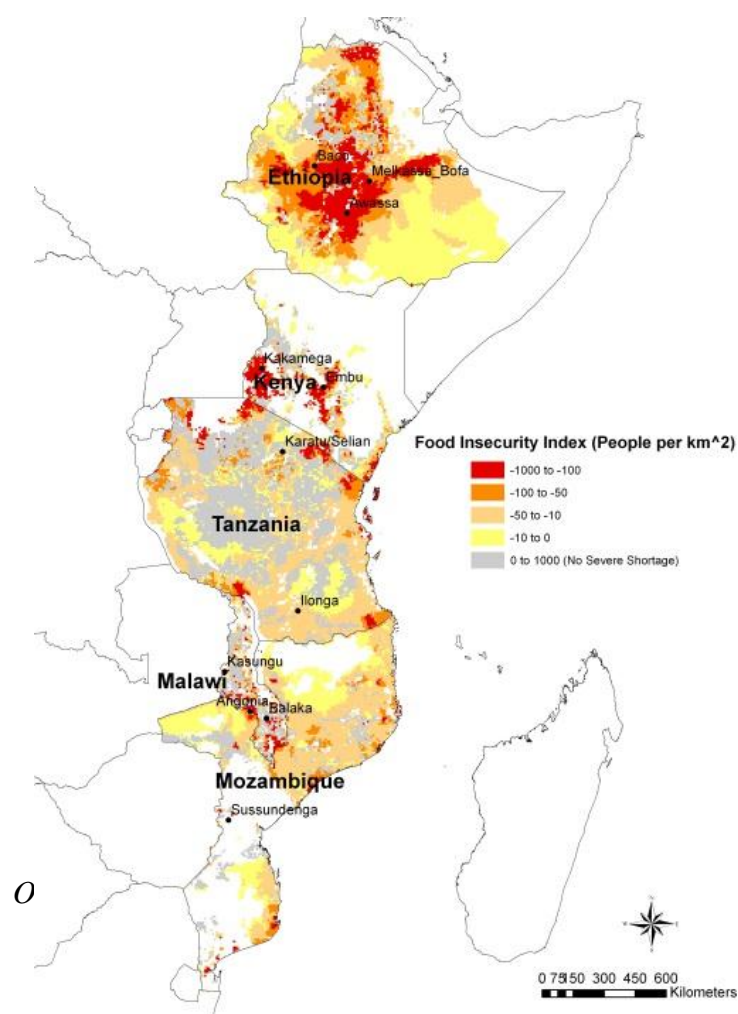 Baco
Ethiopia
Melkassa_Bofa
Awassa
Kakamega
Kenya
Embu
Karatu/Selian
Food Insecurity Index (People per km^2)
-1000 to -100
-100 to -50
-50 to -10
-10 to 0
0 to 1000 (No Severe Shortage)
Tanzania
Ilonga
Kasungu
Malawi
Angonia
Balaka
Mozambique
Sussundenga
O
N
W
E
S
0 75150 300 450 600
Kilometers